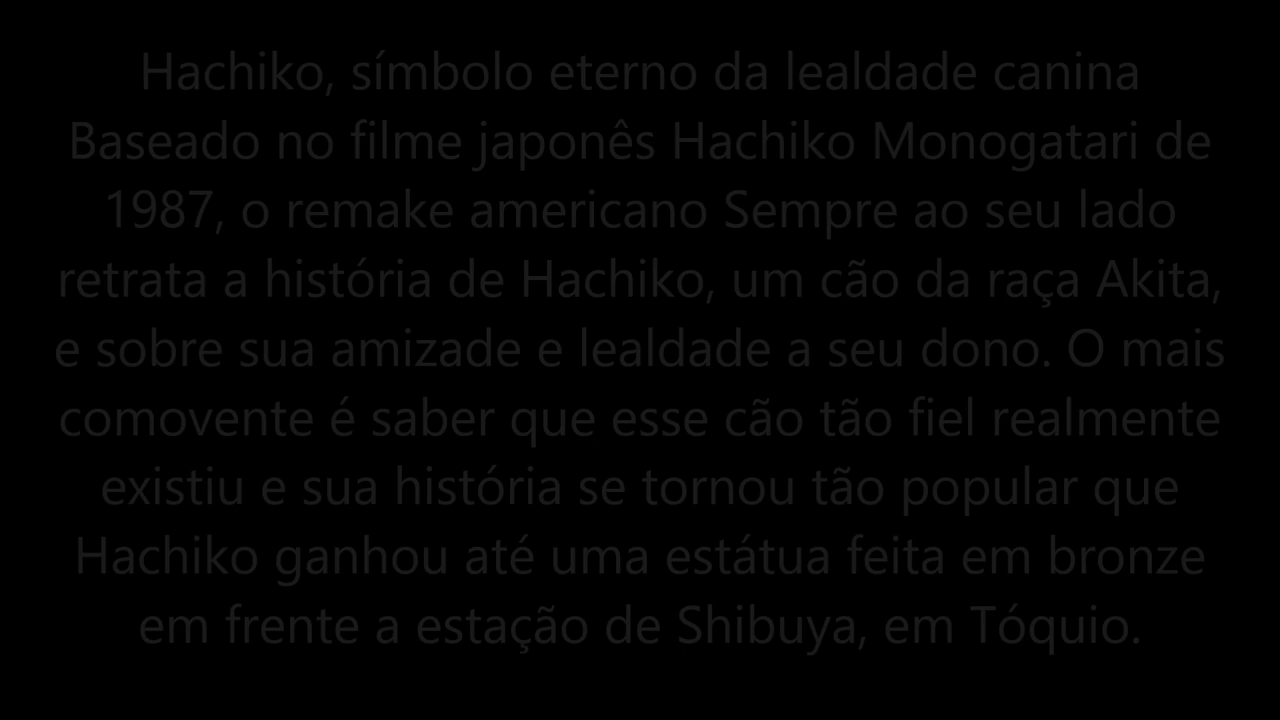 Hachiko, símbolo eterno da lealdade canina
Baseado no filme japonês Hachiko Monogatari de
1987, o remake americano Sempre ao seu lado
retrata a história de Hachiko, um cão da raça Akita,
e sobre sua amizade e lealdade a seu dono. O mais
comovente é saber que esse cão tão fiel realmente
existiu e sua história se tornou tão popular que
Hachiko ganhou até uma estátua feita em bronze
em frente a estação de Shibuya, em Tóquio.